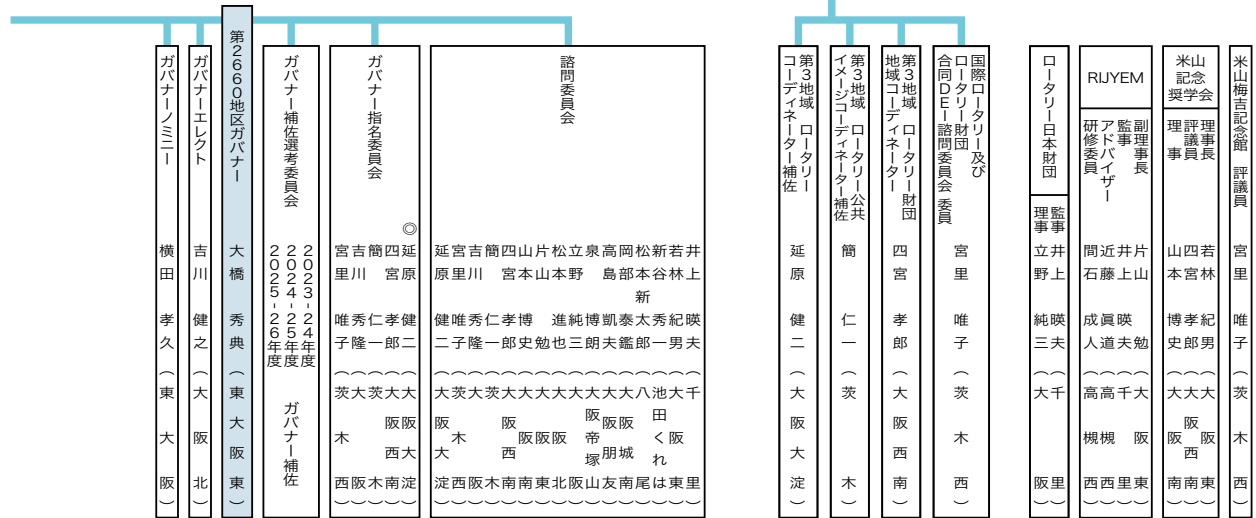 米山梅吉記念館 評議員 宮里 唯子(茨木西)
米山
記念
奨学会
理事長 若林 紀男(大阪東)
評議員 四宮 孝郎(大阪西南)
理事 山本 博史(大阪南)
RIJYEM
副理事長 片山 勉(大阪東)
監事 井上 暎夫(千里)
アドバイザー 近藤 眞道(高槻西)
研修委員 間石 成人(高槻西)
ロータリー日本財団
監事 井上 暎夫(千里)
理事 立野 純三(大阪)
国際ロータリー及び
ロータリー財団
合同DEI諮問委員会 委員 宮里 唯子(茨木西)
第3地域 ロータリー財団
地域コーディネーター 四宮 孝郎(大阪西南)
第3地域 ロータリー公共
イメージコーディネーター補佐 簡 仁一(茨木)
第3地域 ロータリー
コーディネーター補佐 延原 健二(大阪大淀)
諮問委員会
井上 暎夫(千里)
若林 紀男(大阪東)
新谷 秀一(池田くれは)
松本 新太郎(八尾)
岡部 泰鑑(大阪城南)
高島 凱夫(大阪朋友)
泉 博朗(大阪帝塚山)
立野 純三(大阪)
松本 進也(大阪北)
片山 勉(大阪東)
山本 博史(大阪南)
四宮 孝郎(大阪西南)
簡 仁一(茨木)
吉川 秀隆(大阪)
宮里 唯子(茨木西)
延原 健二(大阪大淀)
ガバナー指名委員会
◎延原 健二(大阪大淀)
四宮 孝郎(大阪西南)
簡 仁一(茨木)
吉川 秀隆(大阪)
宮里 唯子(茨木西)
ガバナー補佐選考委員会
2023-24年度
2024-25年度 ガバナー補佐
2025-26年度
第2660地区ガバナー 大橋 秀典(東大阪東)
ガバナーエレクト 吉川 健之(大阪北)
ガバナーノミニー 横田 孝久(東大阪)